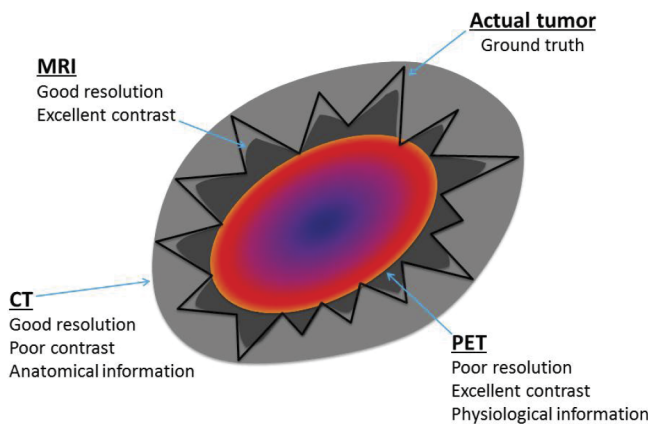 Actual tumor
Ground truth
MRI
Good resolution
Excellent contrast
CT
Good resolution
Poor contrast
Anatomical information
PET
Poor resolution
Excellent contrast
Physiological information